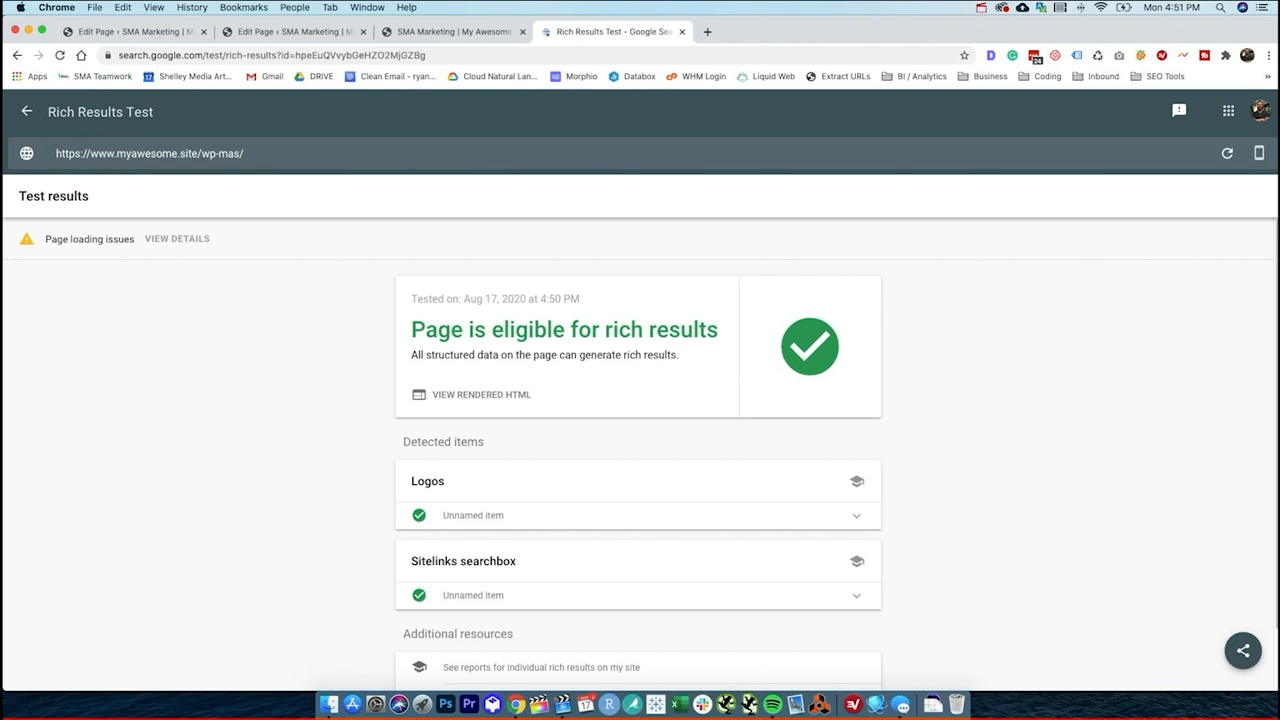 Chrome File Edit View History Bookmarks People Tab Window Help Mon 4:51 PM
Edit Page ‹ SMA Marketing | M Edit Page ‹ SMA Marketing | M SMA Marketing | My Awesome Rich Results Test - Google Sea
search.google.com/test/rich-results?id=hpeEuQVvybGeHZO2MjGZBg
Apps SMA Teamwork 17 Shelley Media Art... Gmail DRIVE Clean Email - ryan... Cloud Natural Lan... Morphio Databox WHM Login Liquid Web Extract URLs BI / Analytics Business Coding Inbound SEO Tools »
Rich Results Test
https://www.myawesome.site/wp-mas/
Test results
Page loading issues VIEW DETAILS
Tested on: Aug 17, 2020 at 4:50 PM
Page is eligible for rich results
All structured data on the page can generate rich results.
VIEW RENDERED HTML
Detected items
Logos
Unnamed item
Sitelinks searchbox
Unnamed item
Additional resources
See reports for individual rich results on my site